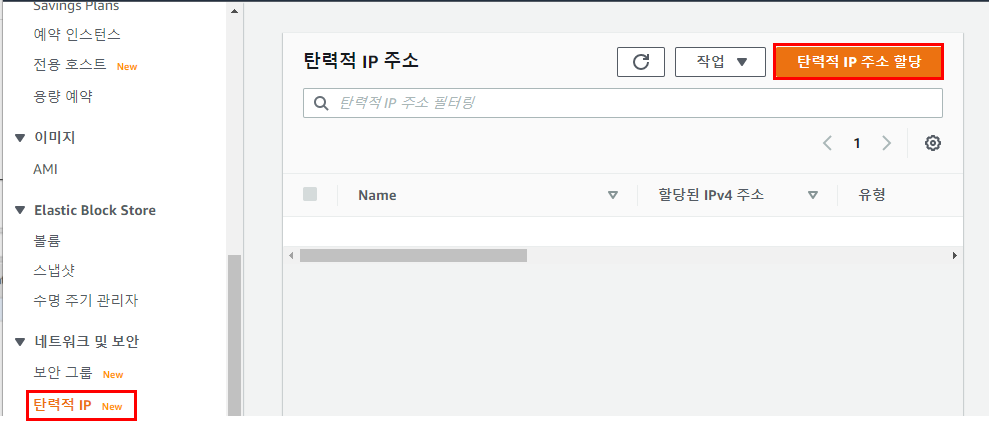 Savings Plans
예약 인스턴스
전용 호스트 New
용량 예약
이미지
AMI
Elastic Block Store
볼륨
스냅샷
수명 주기 관리자
네트워크 및 보안
보안 그룹 New
탄력적 IP New
탄력적 IP 주소
작업
탄력적 IP 주소 할당
탄력적 IP 주소 필터링
1
Name 할당된 IPv4 주소 유형